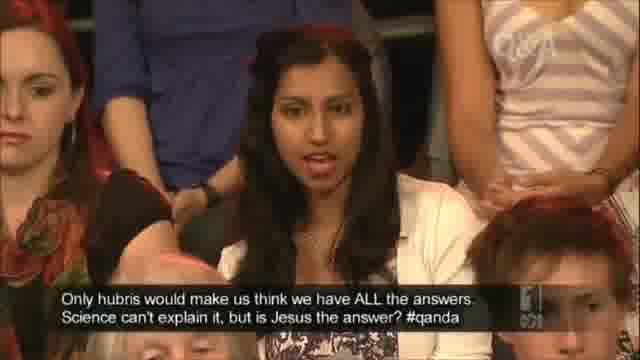 Q&A
Only hubris would make us think we have ALL the answers.
Science can't explain it, but is Jesus the answer? #qanda